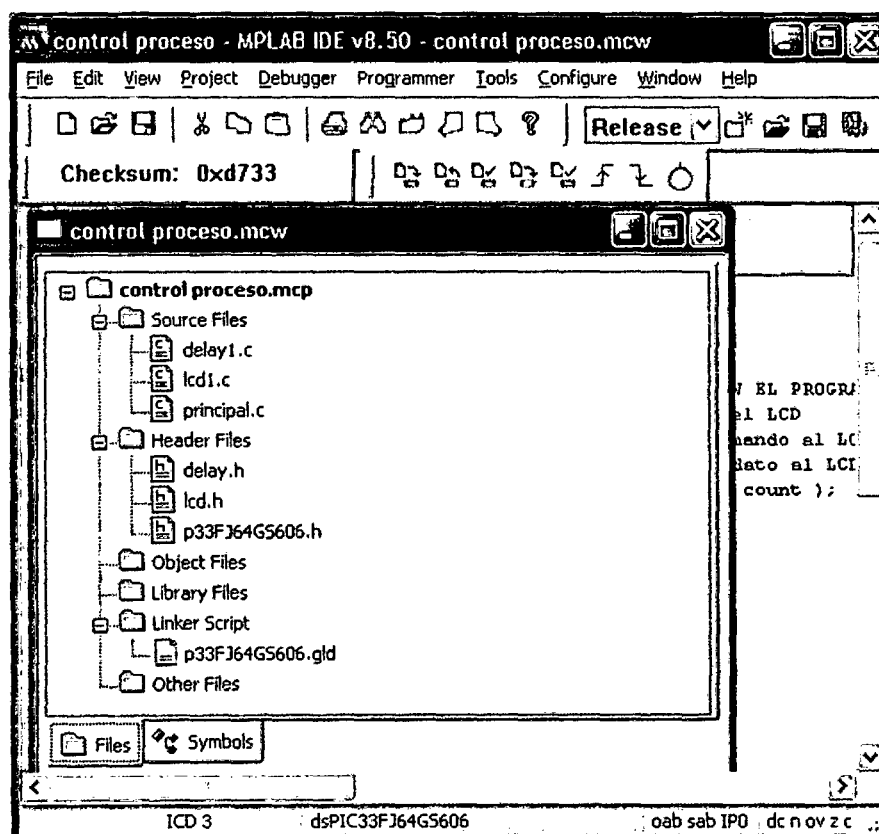 control proceso - MPLAB IDE v8.50 - control proceso.mcw
File Edit View Project Debugger Programmer Tools Configure Window Help
Release
Checksum: 0xd733
control proceso.mcw
control proceso.mcp
Source Files
delay1.c
lcd1.c
principal.c
Header Files
delay.h
lcd.h
p33FJ64GS606.h
Object Files
Library Files
Linker Script
p33FJ64GS606.gld
Other Files
EL PROGRA
el LCD
mando al LC
dato al LCD
count );
Files Symbols
ICD 3 dsPIC33FJ64GS606 oab sab IP0 dc n ov z c